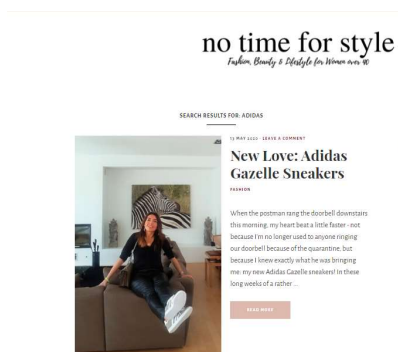 no time for style
Fashion, Beauty & Lifestyle for Women over 40
SEARCH RESULTS FOR: ADIDAS
13 MAY 2020 · LEAVE A COMMENT
New Love: Adidas
Gazelle Sneakers
FASHION
When the postman rang the doorbell downstairs
this morning, my heart beat a little faster - not
because I'm no longer used to anyone ringing
our doorbell because of the quarantine, but
because I knew exactly what he was bringing
me: my new Adidas Gazelle sneakers! In these
long weeks of a rather ...
READ MORE